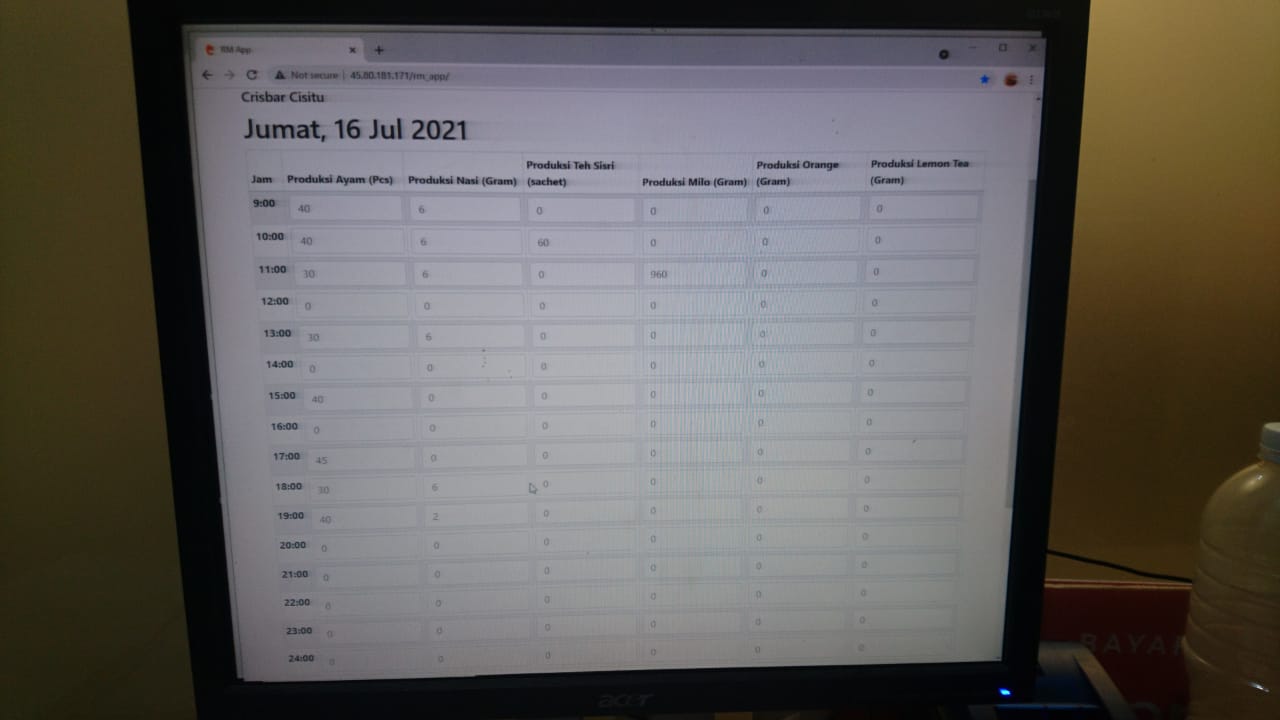 RM App
Not secure | 45.80.181.171/rm_app/
Crisbar Cisitu
Jumat, 16 Jul 2021
Jam Produksi Ayam (Pcs) Produksi Nasi (Gram) Produksi Teh Sisri (sachet) Produksi Milo (Gram) Produksi Orange (Gram) Produksi Lemon Tea (Gram)
9:00 40 6 0 0 0 0
10:00 40 6 60 0 0 0
11:00 30 6 0 960 0 0
12:00 0 0 0 0 0 0
13:00 30 6 0 0 0 0
14:00 0 0 0 0 0 0
15:00 40 0 0 0 0 0
16:00 0 0 0 0 0 0
17:00 45 0 0 0 0 0
18:00 30 6 0 0 0 0
19:00 40 2 0 0 0 0
20:00 0 0 0 0 0 0
21:00 0 0 0 0 0 0
22:00 0 0 0 0 0 0
23:00 0 0 0 0 0 0
24:00 0 0 0 0 0 0
acer